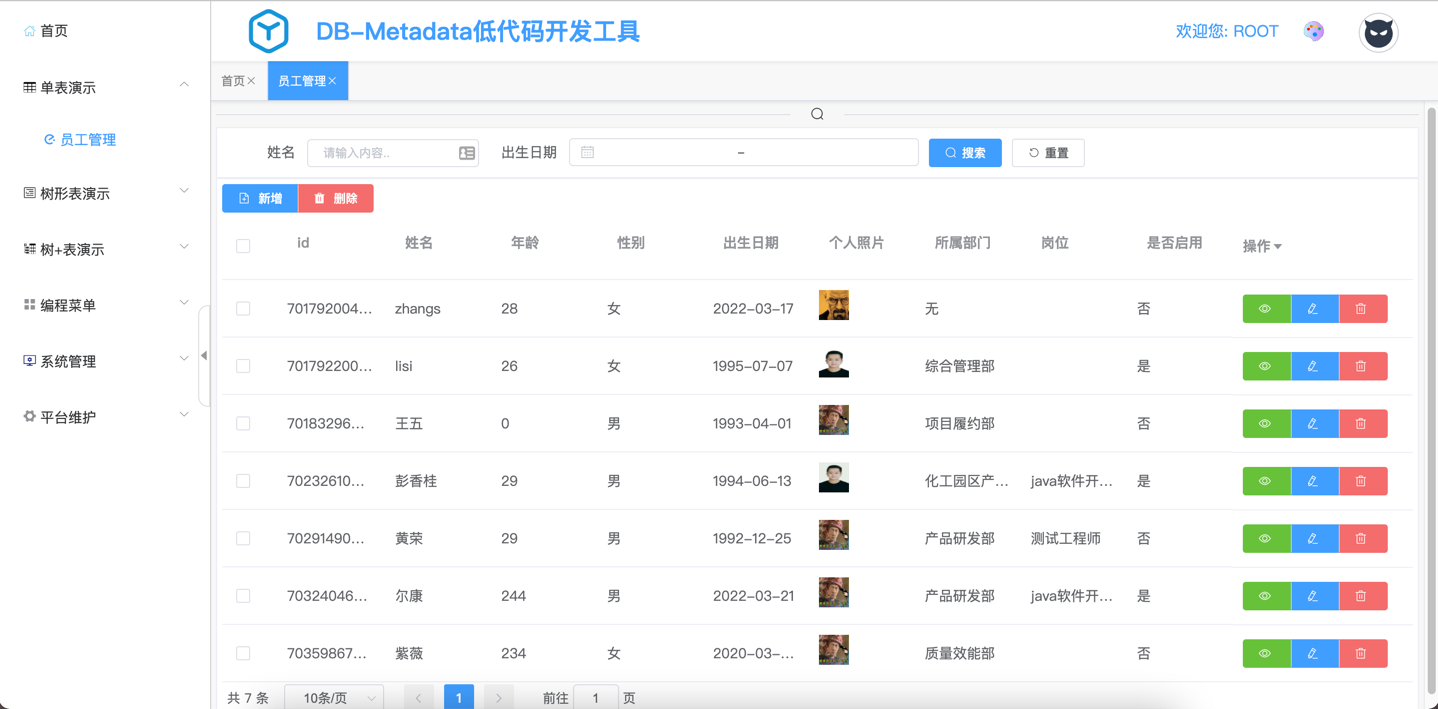 首页
单表演示
员工管理
树形表演示
树+表演示
编程菜单
系统管理
平台维护
DB-Metadata低代码开发工具
欢迎您: ROOT
首页 员工管理
姓名 请输入内容.. 出生日期 – 搜索 重置
新增 删除
id 姓名 年龄 性别 出生日期 个人照片 所属部门 岗位 是否启用 操作
701792004... zhangs 28 女 2022-03-17 无 否
701792200... lisi 26 女 1995-07-07 综合管理部 是
70183296... 王五 0 男 1993-04-01 项目履约部 否
70232610... 彭香桂 29 男 1994-06-13 化工园区产... java软件开... 是
70291490... 黄荣 29 男 1992-12-25 产品研发部 测试工程师 否
70324046... 尔康 244 男 2022-03-21 产品研发部 java软件开... 是
70359867... 紫薇 234 女 2020-03-... 质量效能部 否
共 7 条 10条/页 1 前往 1 页